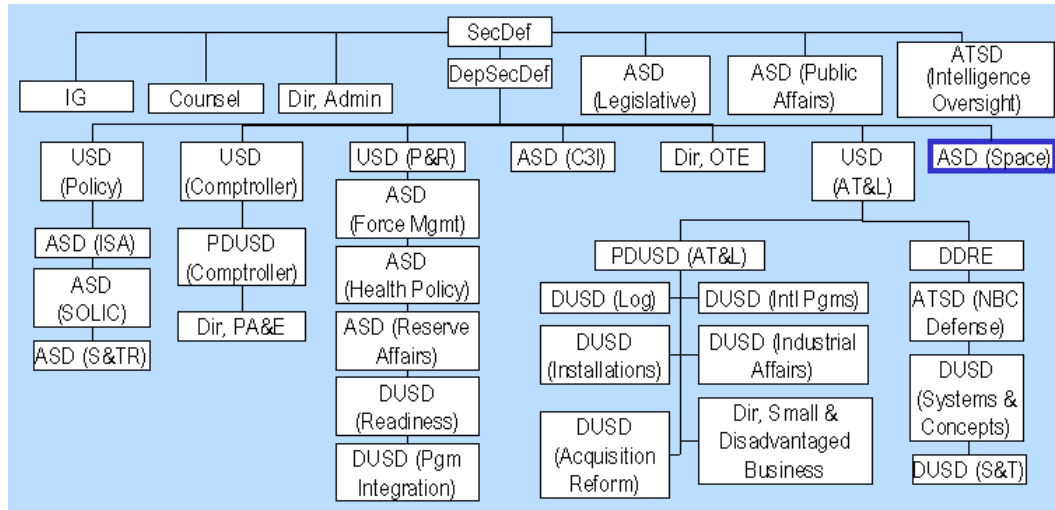 SecDef
DepSecDef
IG
Counsel
Dir, Admin
ASD
(Legislative)
ASD (Public
Affairs)
ATSD
(Intelligence
Oversight)
USD
(Policy)
USD
(Comptroller)
USD (P&R)
ASD (C3I)
Dir, OTE
USD
(AT&L)
ASD (Space)
ASD (ISA)
ASD
(SOLIC)
ASD (S&TR)
PDUSD
(Comptroller)
Dir, PA&E
ASD
(Force Mgmt)
ASD
(Health Policy)
ASD (Reserve
Affairs)
DUSD
(Readiness)
DUSD (Pgm
Integration)
PDUSD (AT&L)
DUSD (Log)
DUSD (Intl Pgms)
DUSD
(Installations)
DUSD (Industrial
Affairs)
DUSD
(Acquisition
Reform)
Dir, Small &
Disadvantaged
Business
DDRE
ATSD (NBC
Defense)
DUSD
(Systems &
Concepts)
DUSD (S&T)